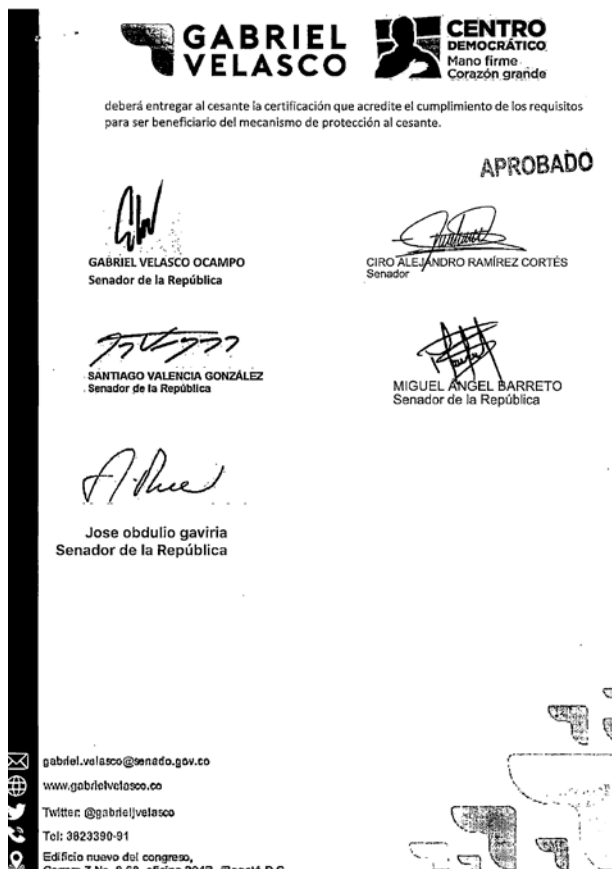 GABRIEL
VELASCO
CENTRO
DEMOCRÁTICO
Mano firme
Corazón grande
deberá entregar al cesante la certificación que acredite el cumplimiento de los requisitos
para ser beneficiario del mecanismo de protección al cesante.
APROBADO
GABRIEL VELASCO OCAMPO
Senador de la República
CIRO ALEJANDRO RAMÍREZ CORTÉS
Senador
SANTIAGO VALENCIA GONZÁLEZ
Senador de la República
MIGUEL ANGEL BARRETO
Senador de la República
Jose obdulio gaviria
Senador de la República
gabriel.velasco@senado.gov.co
www.gabrielvelasco.co
Twitter: @gabrieljvelasco
Tel: 3823390-91
Edificio nuevo del congreso,